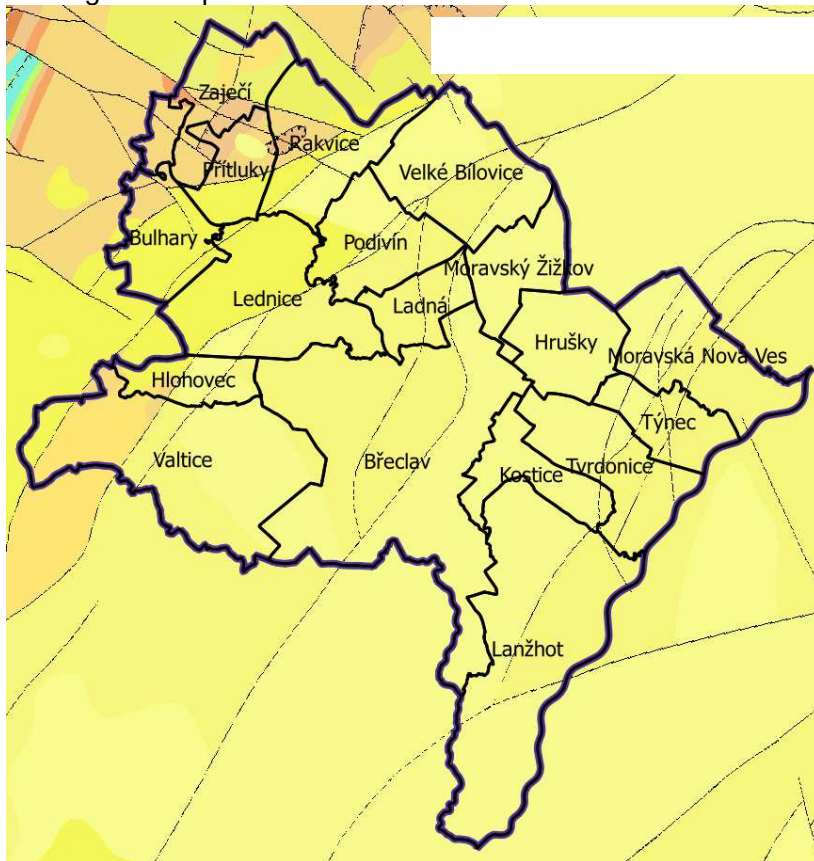 Zaječí
Rakvice
Přítluky
Velké Bílovice
Bulhary
Podivín
Moravský Žižkov
Lednice
Ladná
Hrušky
Moravská Nová Ves
Hlohovec
Týnec
Valtice
Břeclav
Tvrdonice
Kostice
Lanžhot